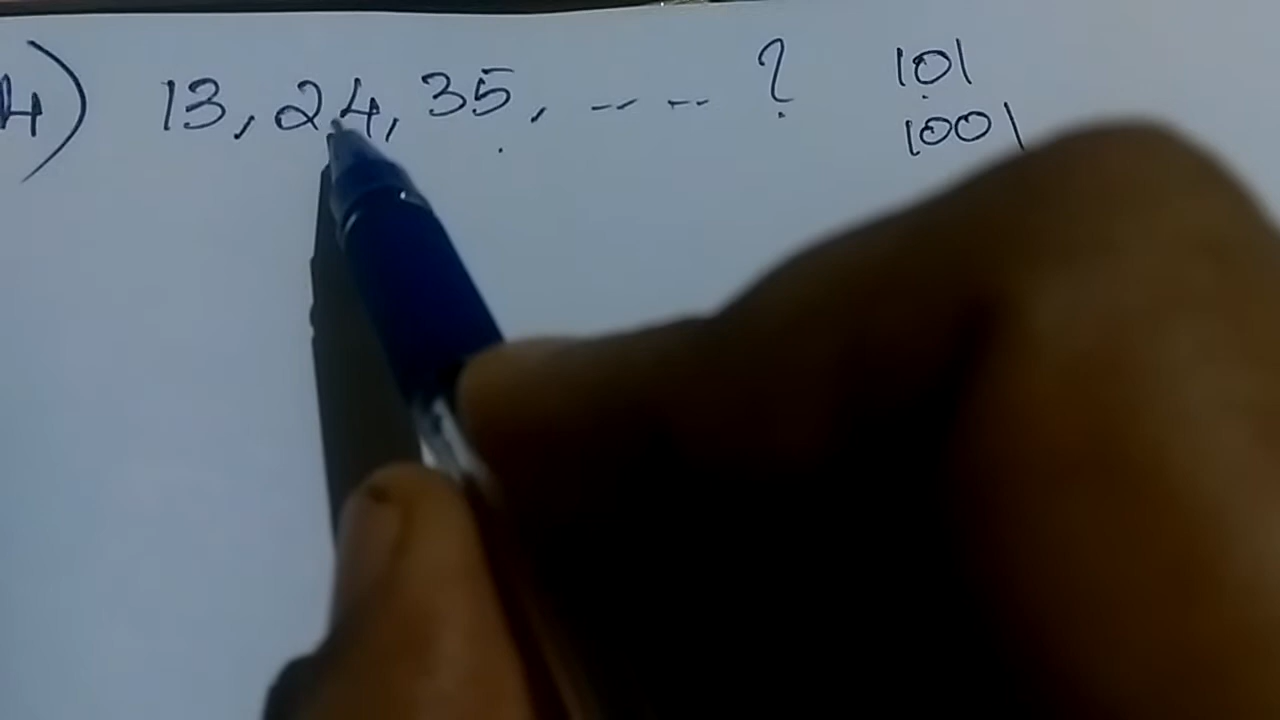 4) 13, 24, 35, -- -- ?
101
1001